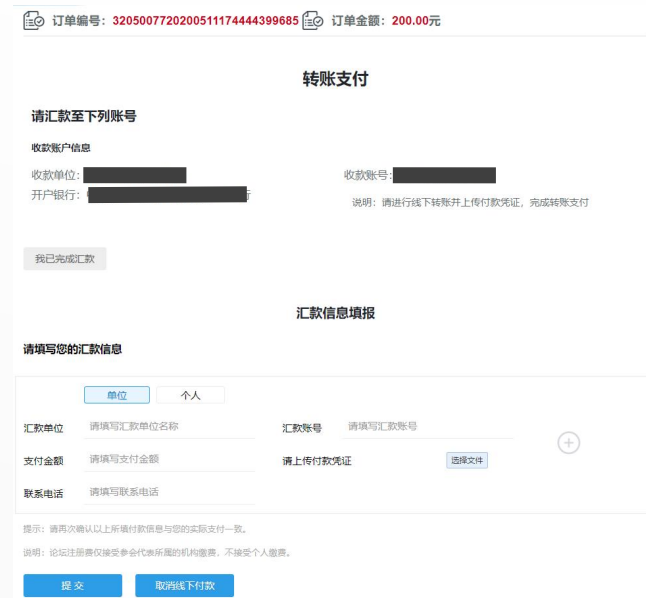 订单编号：3205007720200511174444399685 订单金额：200.00元
转账支付
请汇款至下列账号
收款账户信息
收款单位： 收款账号：
开户银行： 行
说明：请进行线下转账并上传付款凭证，完成转账支付
我已完成汇款
汇款信息填报
请填写您的汇款信息
单位 个人
汇款单位 请填写汇款单位名称 汇款账号 请填写汇款账号
支付金额 请填写支付金额 请上传付款凭证 选择文件
联系电话 请填写联系电话
提示：请再次确认以上所填付款信息与您的实际支付一致。
说明：论坛注册费仅接受参会代表所属的机构缴费，不接受个人缴费。
提 交 取消线下付款